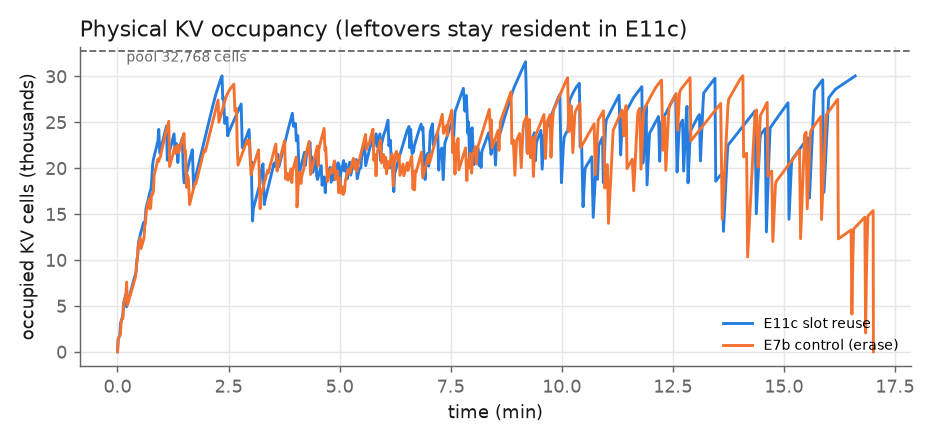 Physical KV occupancy (leftovers stay resident in E11c)
pool 32,768 cells
occupied KV cells (thousands)
30
25
20
15
10
5
0
E11c slot reuse
E7b control (erase)
0.0 2.5 5.0 7.5 10.0 12.5 15.0 17.5
time (min)